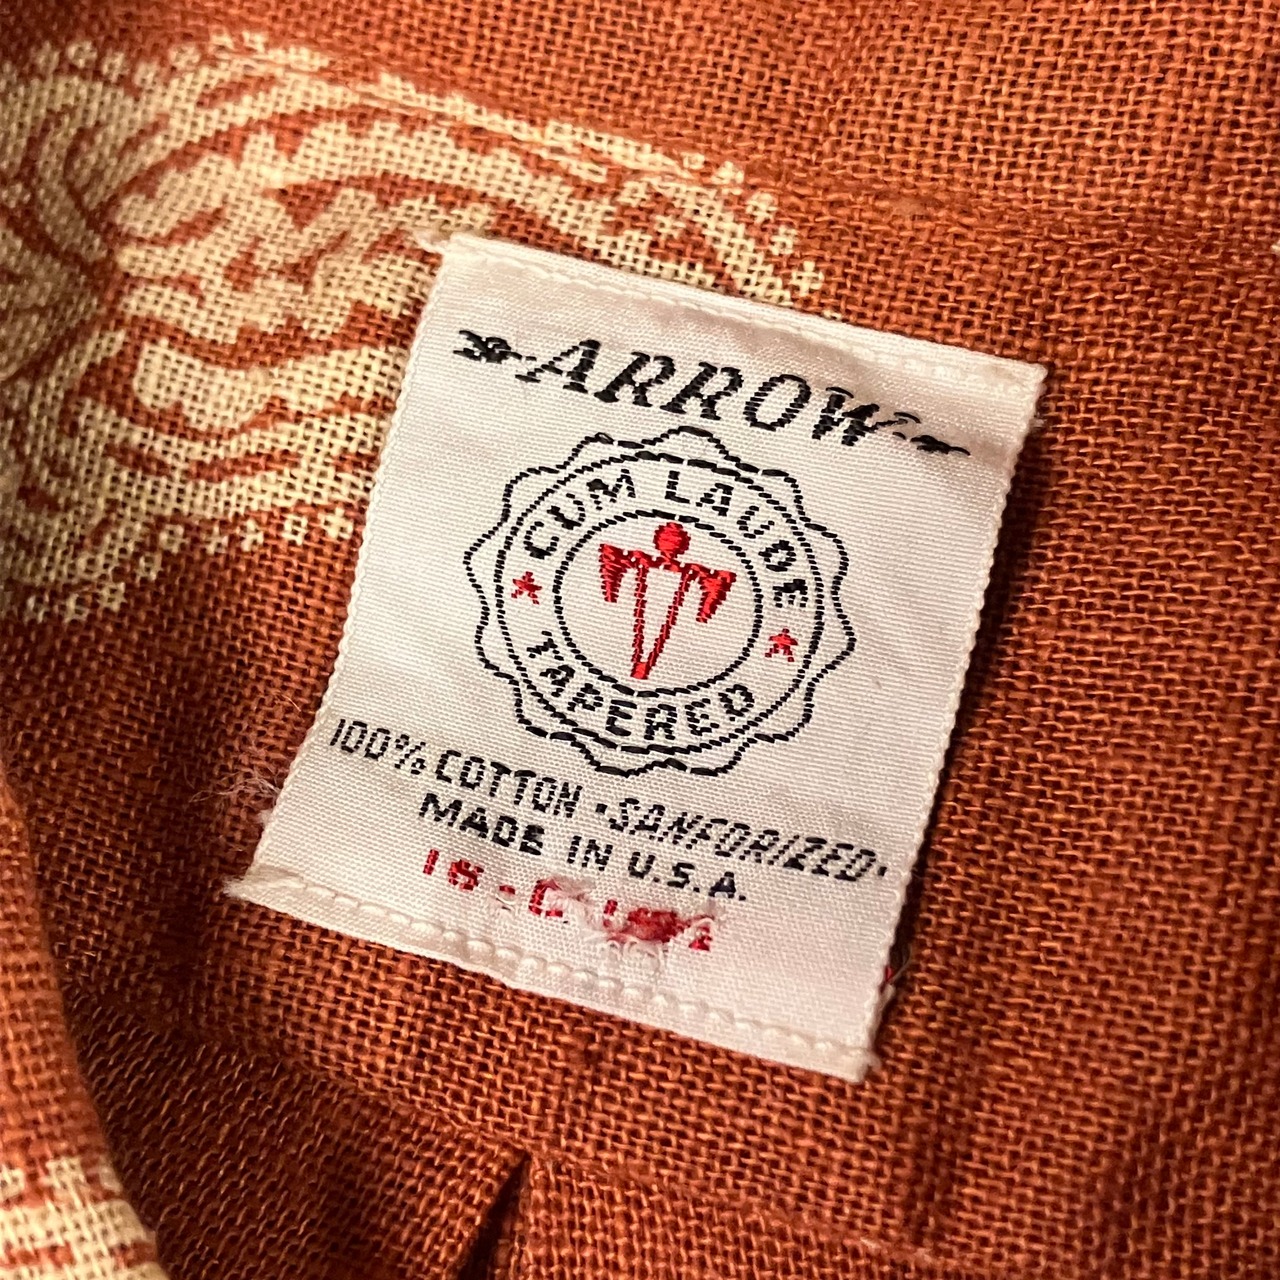 ARROW
CUM LAUDE
TAPERED
100% COTTON • SANFORIZED •
MADE IN U.S.A.